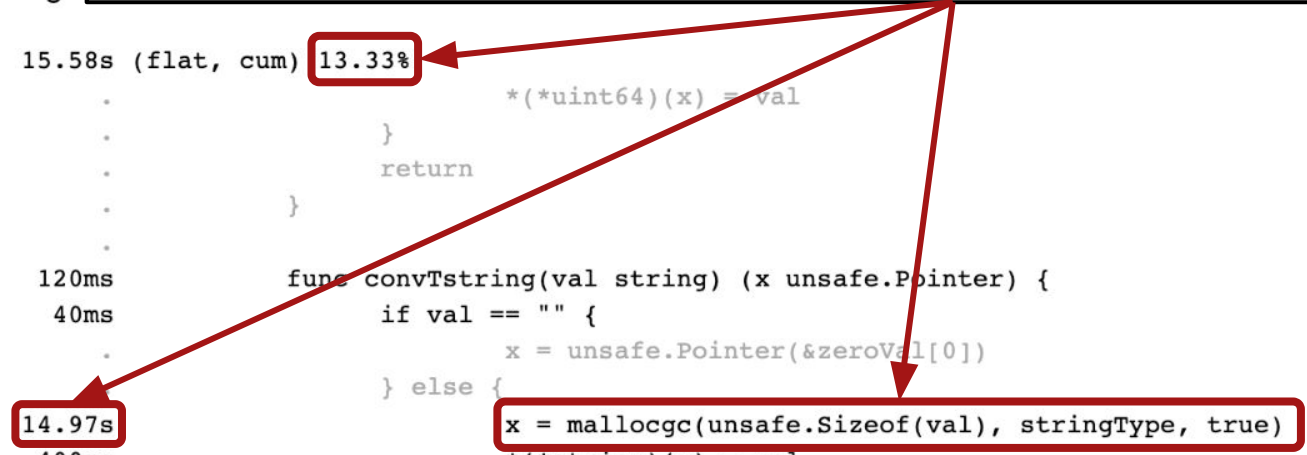 15.58s (flat, cum) 13.33%
. *(*uint64)(x) = val
. }
. return
. }
.
120ms func convTstring(val string) (x unsafe.Pointer) {
40ms if val == "" {
. x = unsafe.Pointer(&zeroVal[0])
. } else {
14.97s x = mallocgc(unsafe.Sizeof(val), stringType, true)